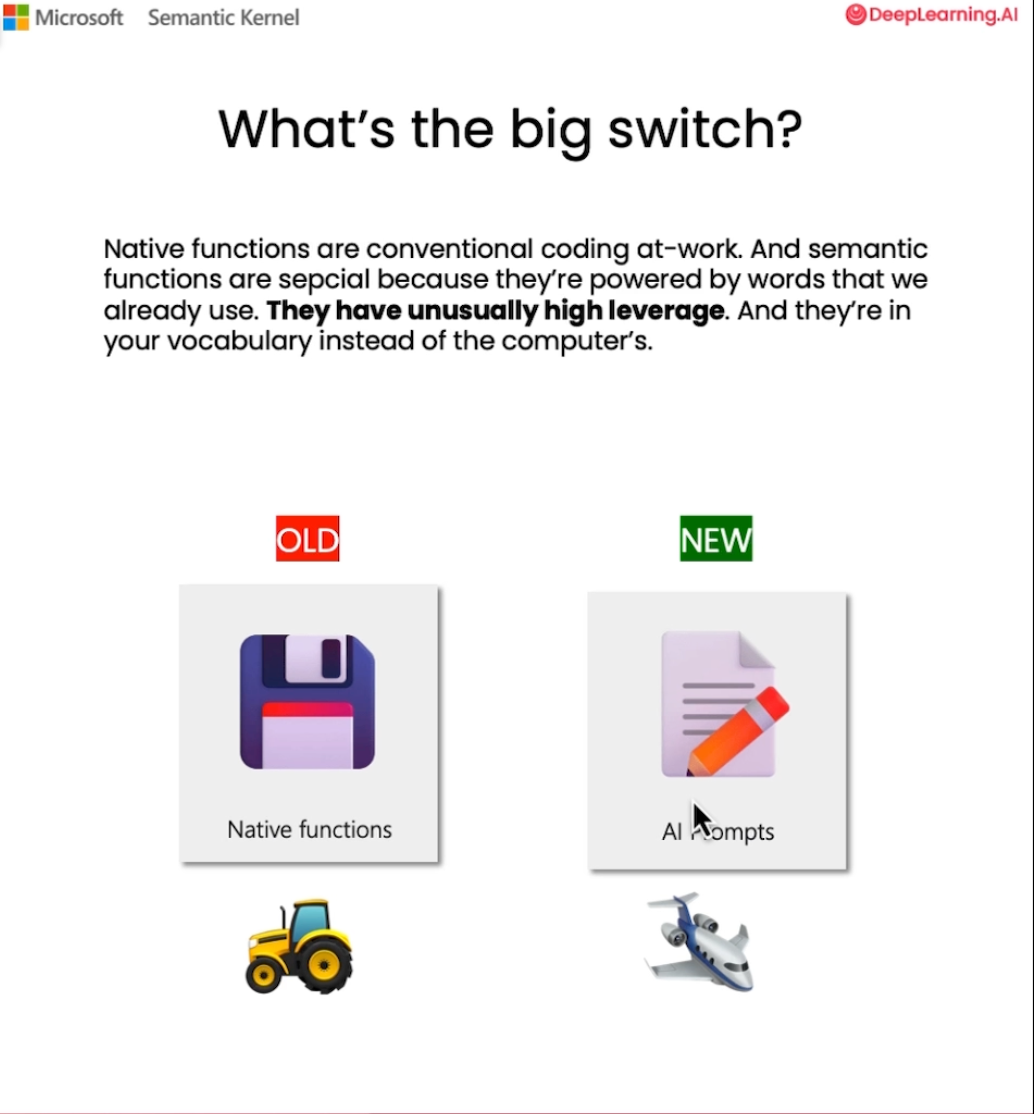 Microsoft Semantic Kernel
DeepLearning.AI
What's the big switch?
Native functions are conventional coding at-work. And semantic
functions are sepcial because they're powered by words that we
already use. They have unusually high leverage. And they're in
your vocabulary instead of the computer's.
OLD
NEW
Native functions
AI